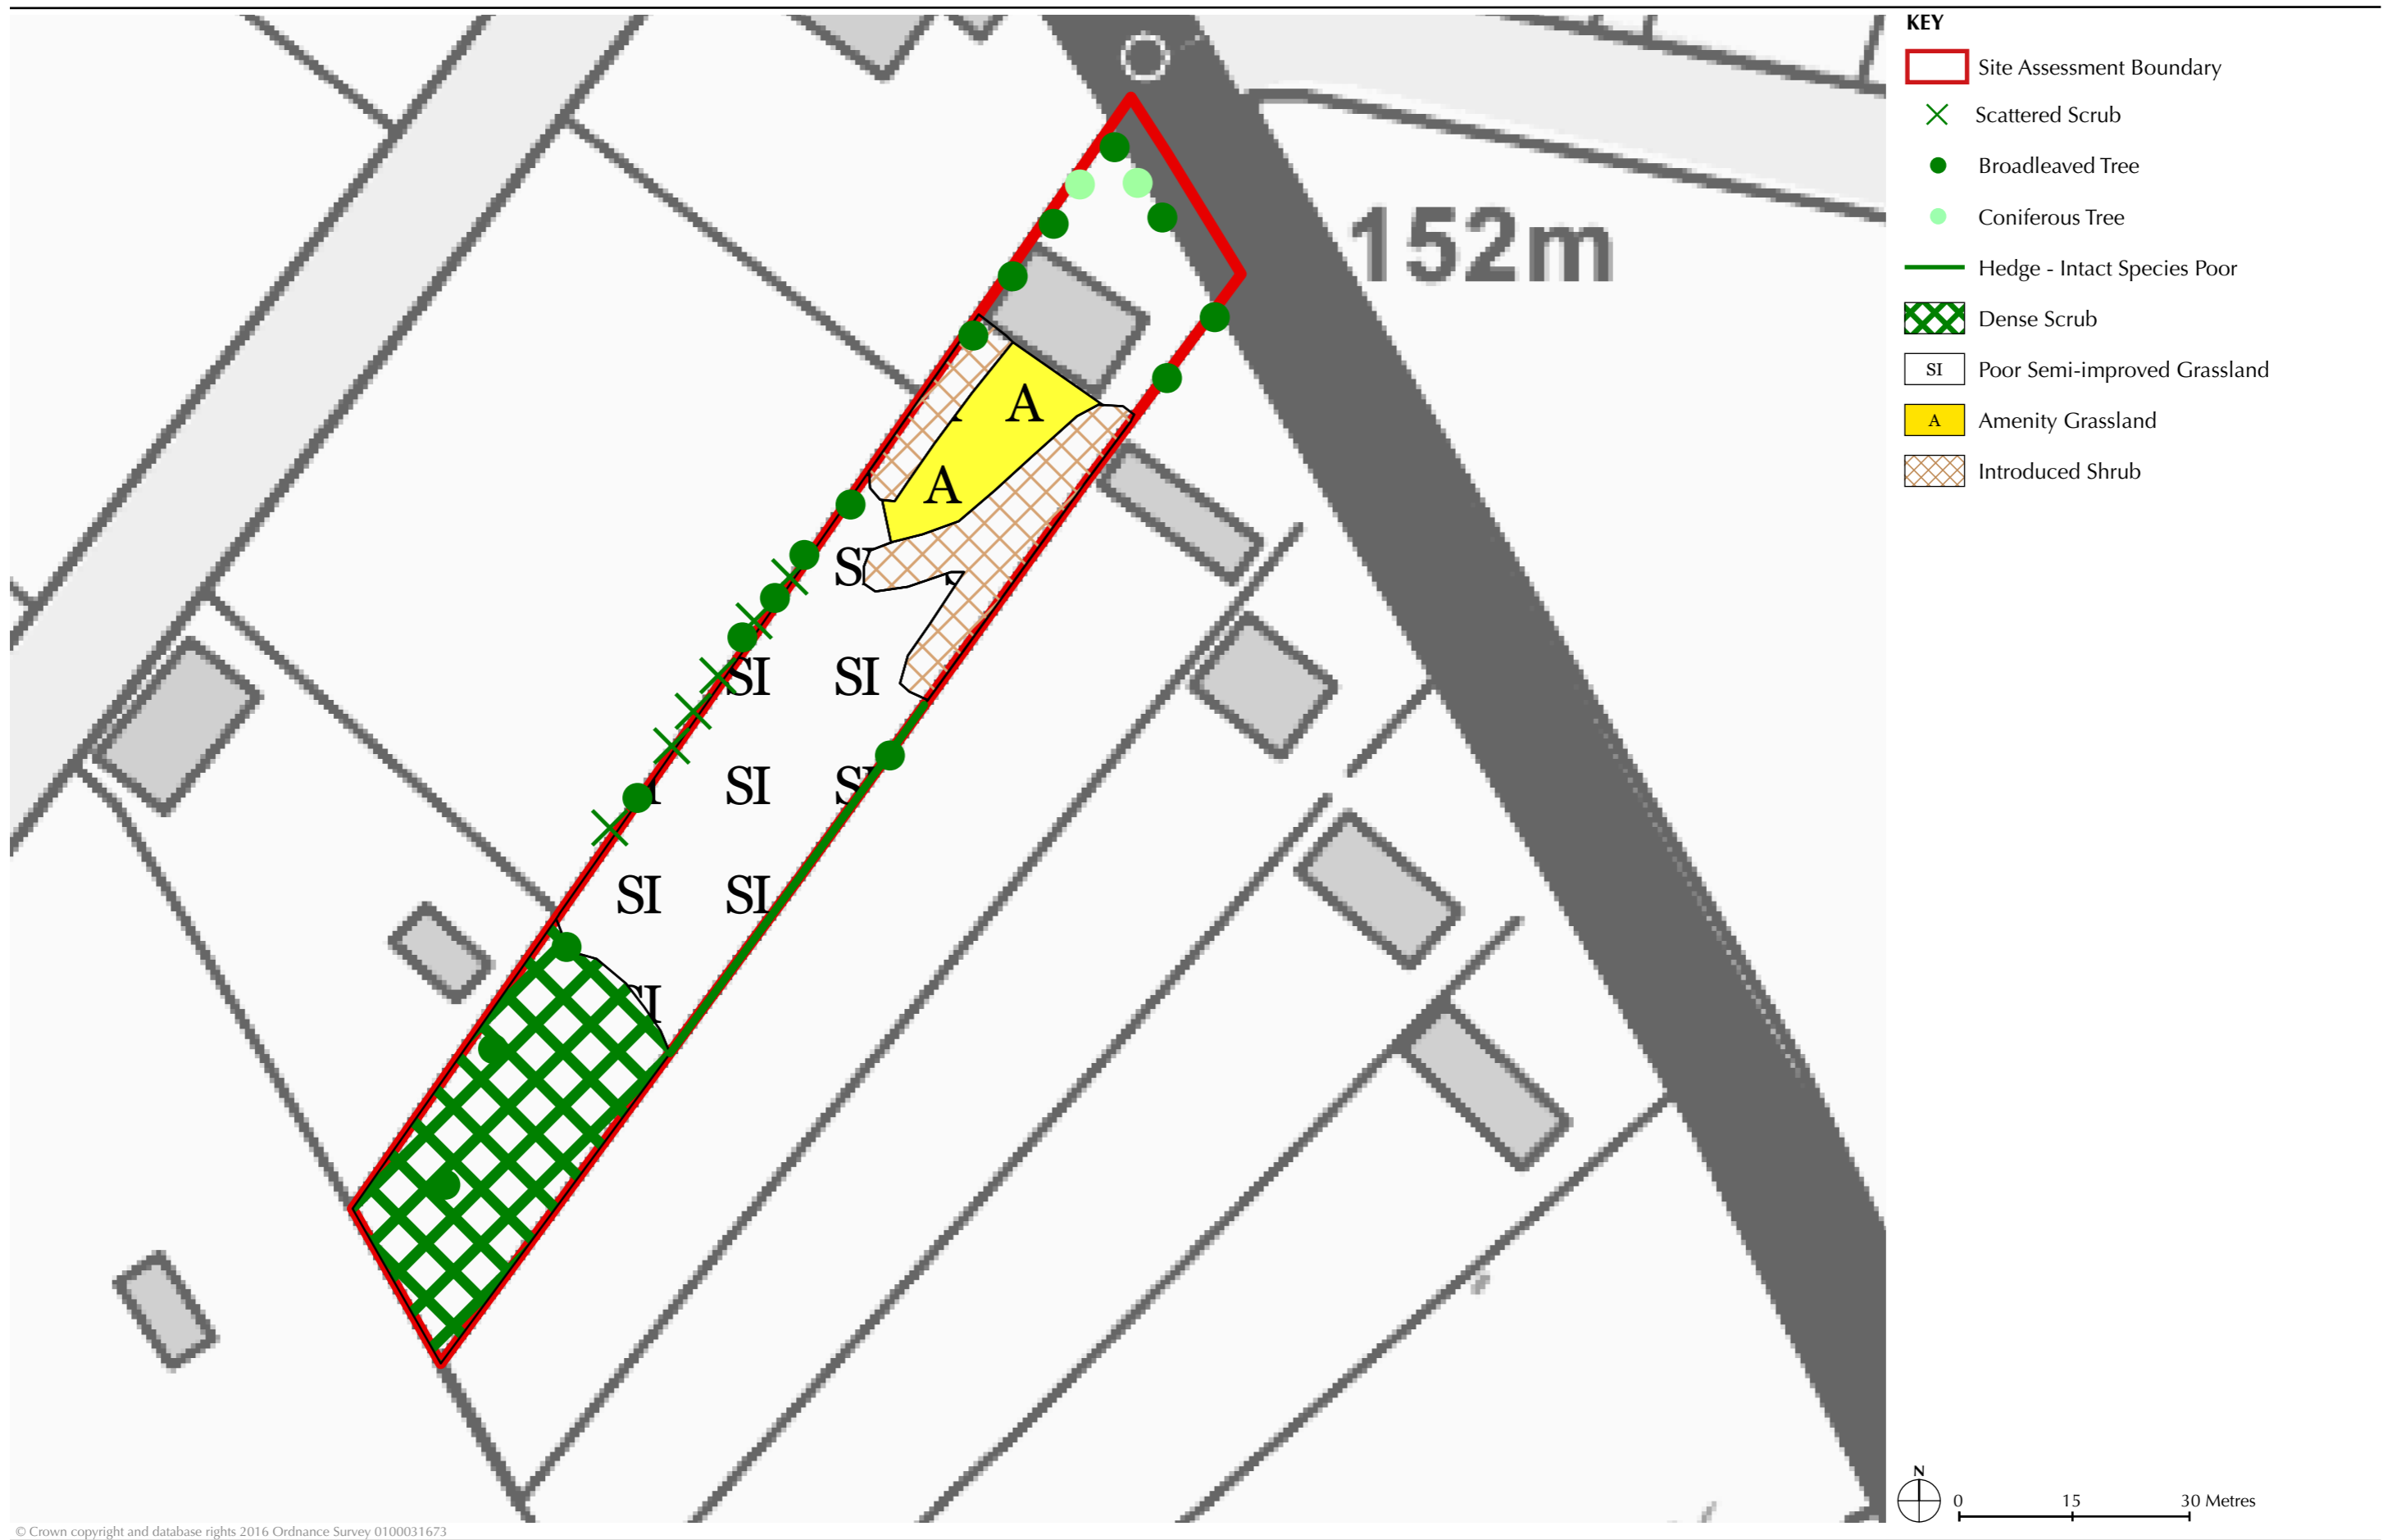 KEY
Site Assessment Boundary
Scattered Scrub
Broadleaved Tree
Coniferous Tree
Hedge - Intact Species Poor
Dense Scrub
SI Poor Semi-improved Grassland
A Amenity Grassland
Introduced Shrub
152m
A
A
SI
SI SI
SI SI
SI SI
SI
N
0 15 30 Metres
© Crown copyright and database rights 2016 Ordnance Survey 0100031673